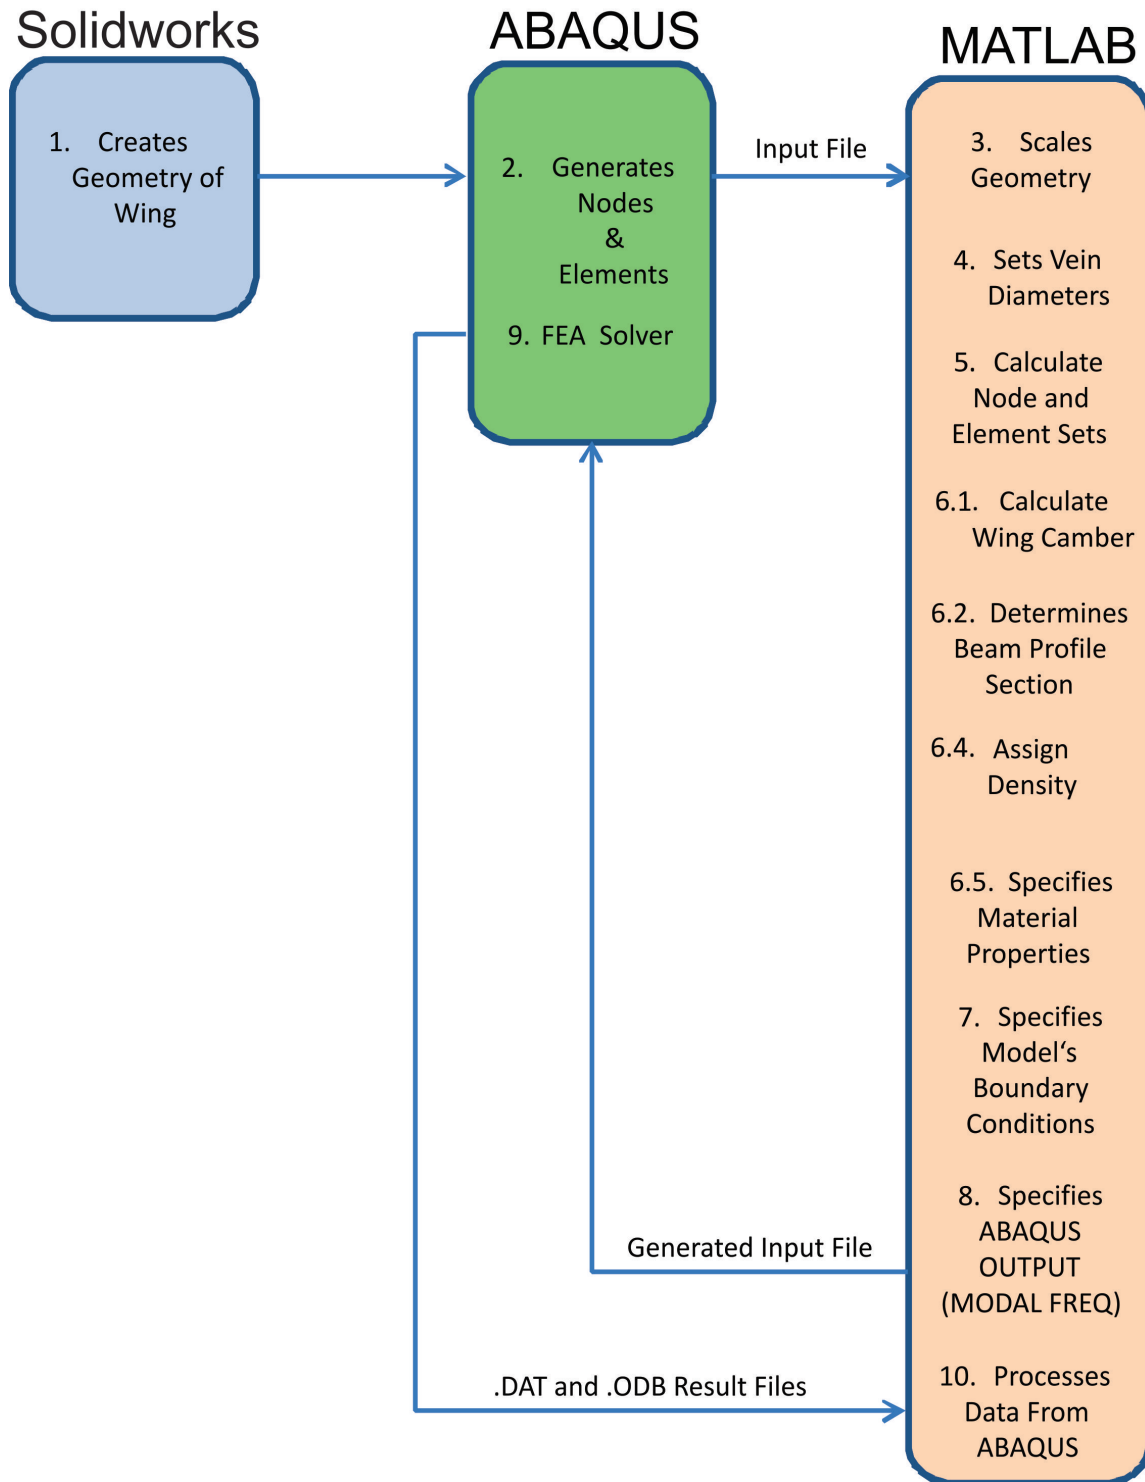 Solidworks
1. Creates
Geometry of
Wing
ABAQUS
2. Generates
Nodes
&
Elements
9. FEA Solver
Input File
MATLAB
3. Scales
Geometry
4. Sets Vein
Diameters
5. Calculate
Node and
Element Sets
6.1. Calculate
Wing Camber
6.2. Determines
Beam Profile
Section
6.4. Assign
Density
6.5. Specifies
Material
Properties
7. Specifies
Model‘s
Boundary
Conditions
8. Specifies
ABAQUS
OUTPUT
(MODAL FREQ)
Generated Input File
.DAT and .ODB Result Files
10. Processes
Data From
ABAQUS